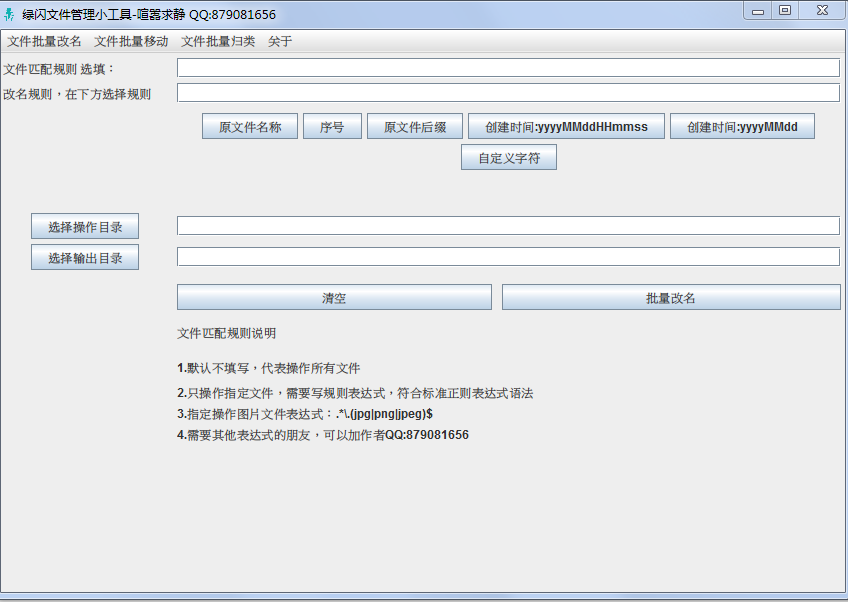 绿闪文件管理小工具-喧嚣求静 QQ:879081656
文件批量改名 文件批量移动 文件批量归类 关于
文件匹配规则 选填：
改名规则，在下方选择规则
原文件名称 序号 原文件后缀 创建时间:yyyyMMddHHmmss 创建时间:yyyyMMdd
自定义字符
选择操作目录
选择输出目录
清空 批量改名
文件匹配规则说明
1.默认不填写，代表操作所有文件
2.只操作指定文件，需要写规则表达式，符合标准正则表达式语法
3.指定操作图片文件表达式：.*\.(jpg|png|jpeg)$
4.需要其他表达式的朋友，可以加作者QQ:879081656